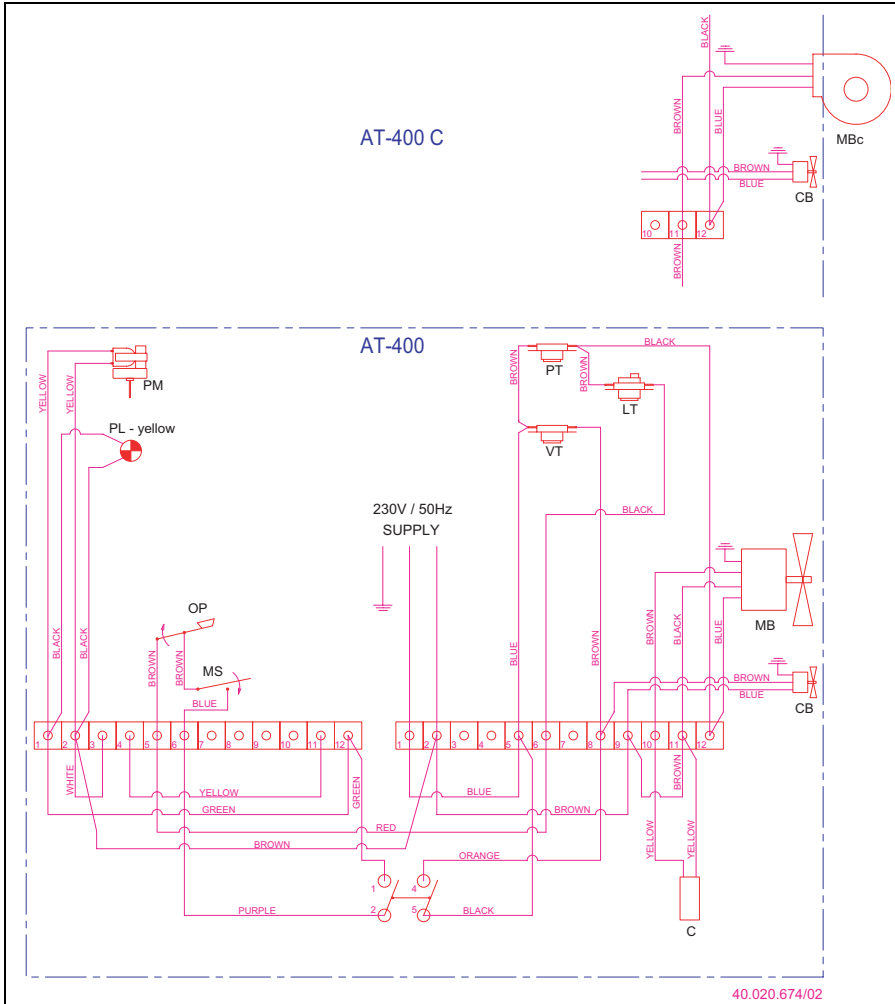 BLACK
BROWN
BLUE
MBc
AT-400 C
BROWN
BLUE
CB
10 11 12
BROWN
AT-400
YELLOW
YELLOW
PM
PL - yellow
BROWN
PT
BROWN
BLACK
LT
VT
230V / 50Hz
SUPPLY
BLACK
OP
MS
BLACK
BLACK
BROWN
BROWN
BLUE
BLUE
BROWN
BROWN
BLACK
BLUE
MB
BROWN
BLUE
CB
1 2 3 4 5 6 7 8 9 10 11 12
1 2 3 4 5 6 7 8 9 10 11 12
WHITE
YELLOW
GREEN
GREEN
RED
BROWN
BLUE
BROWN
BROWN
YELLOW
YELLOW
ORANGE
1 4
2 5
PURPLE
BLACK
C
40.020.674/02